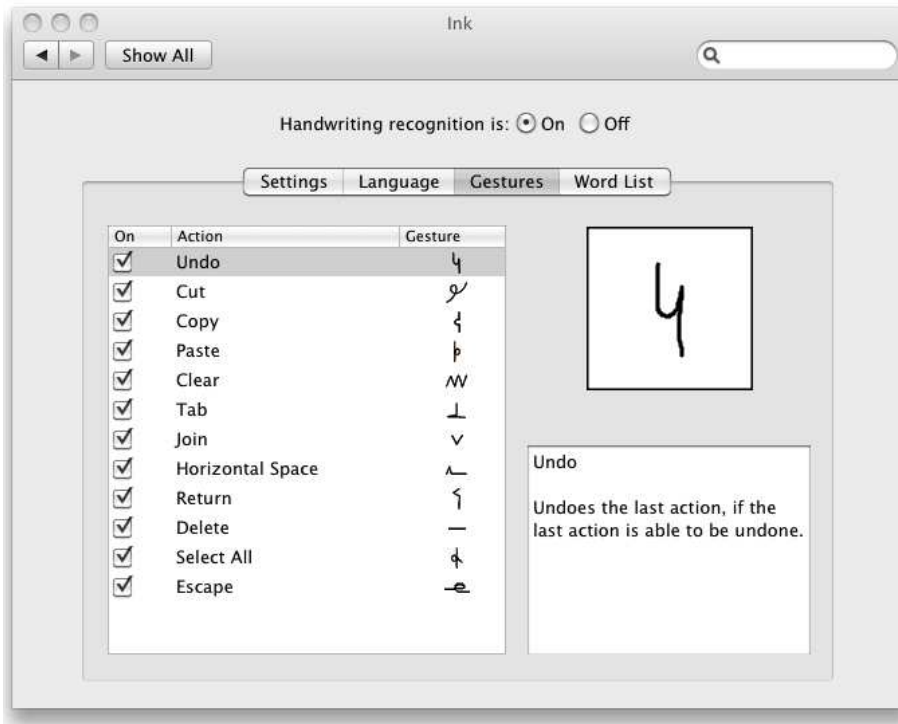 Ink
Show All
Handwriting recognition is: On Off
Settings Language Gestures Word List
On Action Gesture
Undo
Cut
Copy
Paste
Clear
Tab
Join
Horizontal Space
Return
Delete
Select All
Escape
Undo
Undoes the last action, if the
last action is able to be undone.